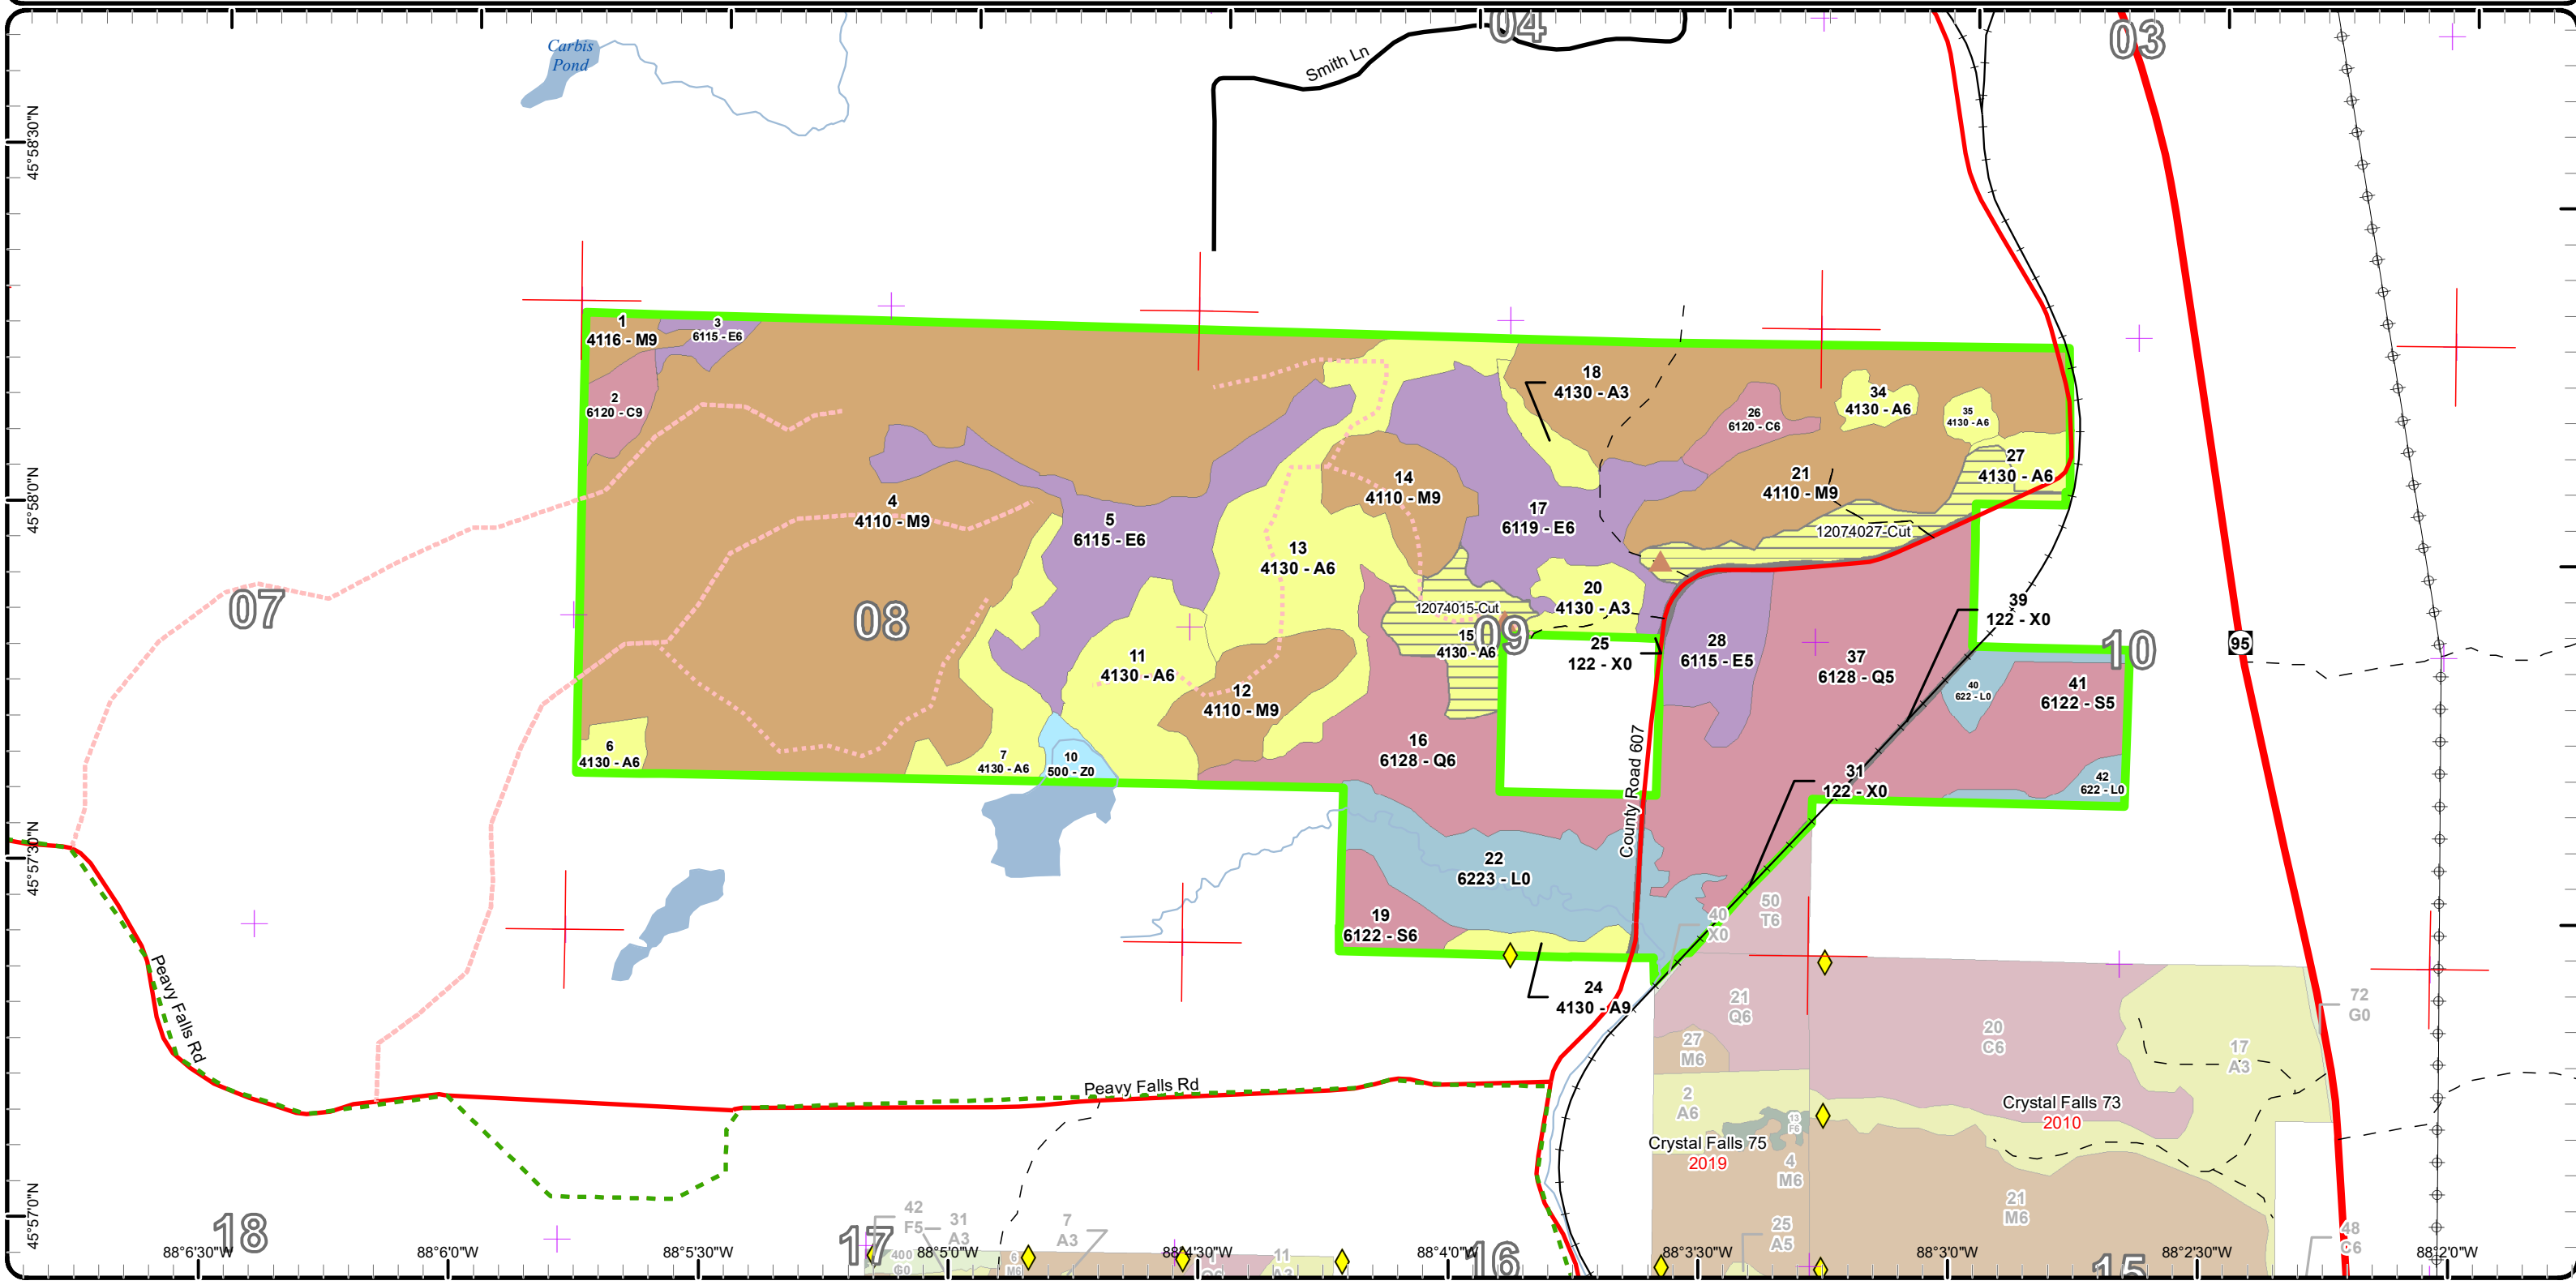 Carbis
Pond
04
03
Smith Ln
45°58'30"N
1
4116 - M9
3
6115 - E6
2
6120 - C9
18
4130 - A3
34
4130 - A6
35
4130 - A6
26
6120 - C6
27
4130 - A6
4
4110 - M9
5
6115 - E6
14
4110 - M9
17
6119 - E6
21
4110 - M9
45°58'0"N
12074027-Cut
13
4130 - A6
20
4130 - A3
07
08
12074015-Cut
09
15
4130 - A6
25
122 - X0
39
122 - X0
28
6115 - E5
37
6128 - Q5
10
95
11
4130 - A6
12
4110 - M9
40
622 - L0
41
6122 - S5
6
4130 - A6
7
4130 - A6
10
500 - Z0
16
6128 - Q6
County Road 607
31
122 - X0
42
622 - L0
45°57'30"N
22
6223 - L0
19
6122 - S6
40
X0
50
T6
24
4130 - A9
21
Q6
20
C6
72
G0
27
M6
17
A3
Peavy Falls Rd
Peavy Falls Rd
2
A6
13
F6
Crystal Falls 73
2010
Crystal Falls 75
2019
4
M6
21
M6
45°57'0"N
18
17
42
F5
31
A3
7
A3
25
A5
48
C6
400
G0
6
M6
11
16
15
88°6'30"W
88°6'0"W
88°5'30"W
88°5'0"W
88°4'30"W
88°4'0"W
88°3'30"W
88°3'0"W
88°2'30"W
88°2'0"W